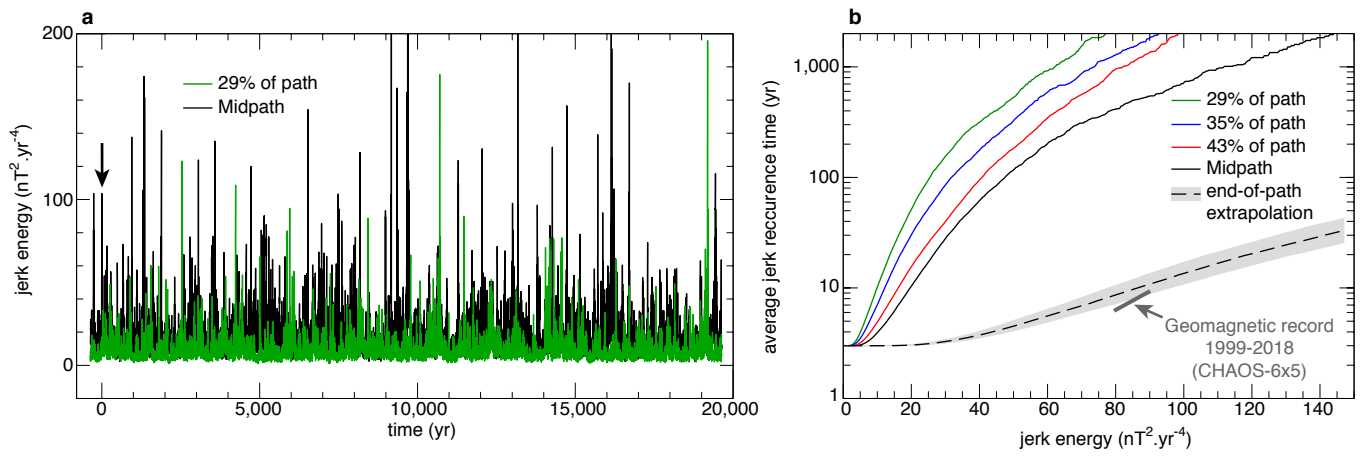 a
200
100
0
jerk energy (nT².yr⁻⁴)
29% of path
Midpath
0
5,000
10,000
15,000
20,000
time (yr)
b
1,000
100
10
1
average jerk reccurence time (yr)
29% of path
35% of path
43% of path
Midpath
end-of-path
extrapolation
Geomagnetic record
1999-2018
(CHAOS-6x5)
0
20
40
60
80
100
120
140
jerk energy (nT².yr⁻⁴)